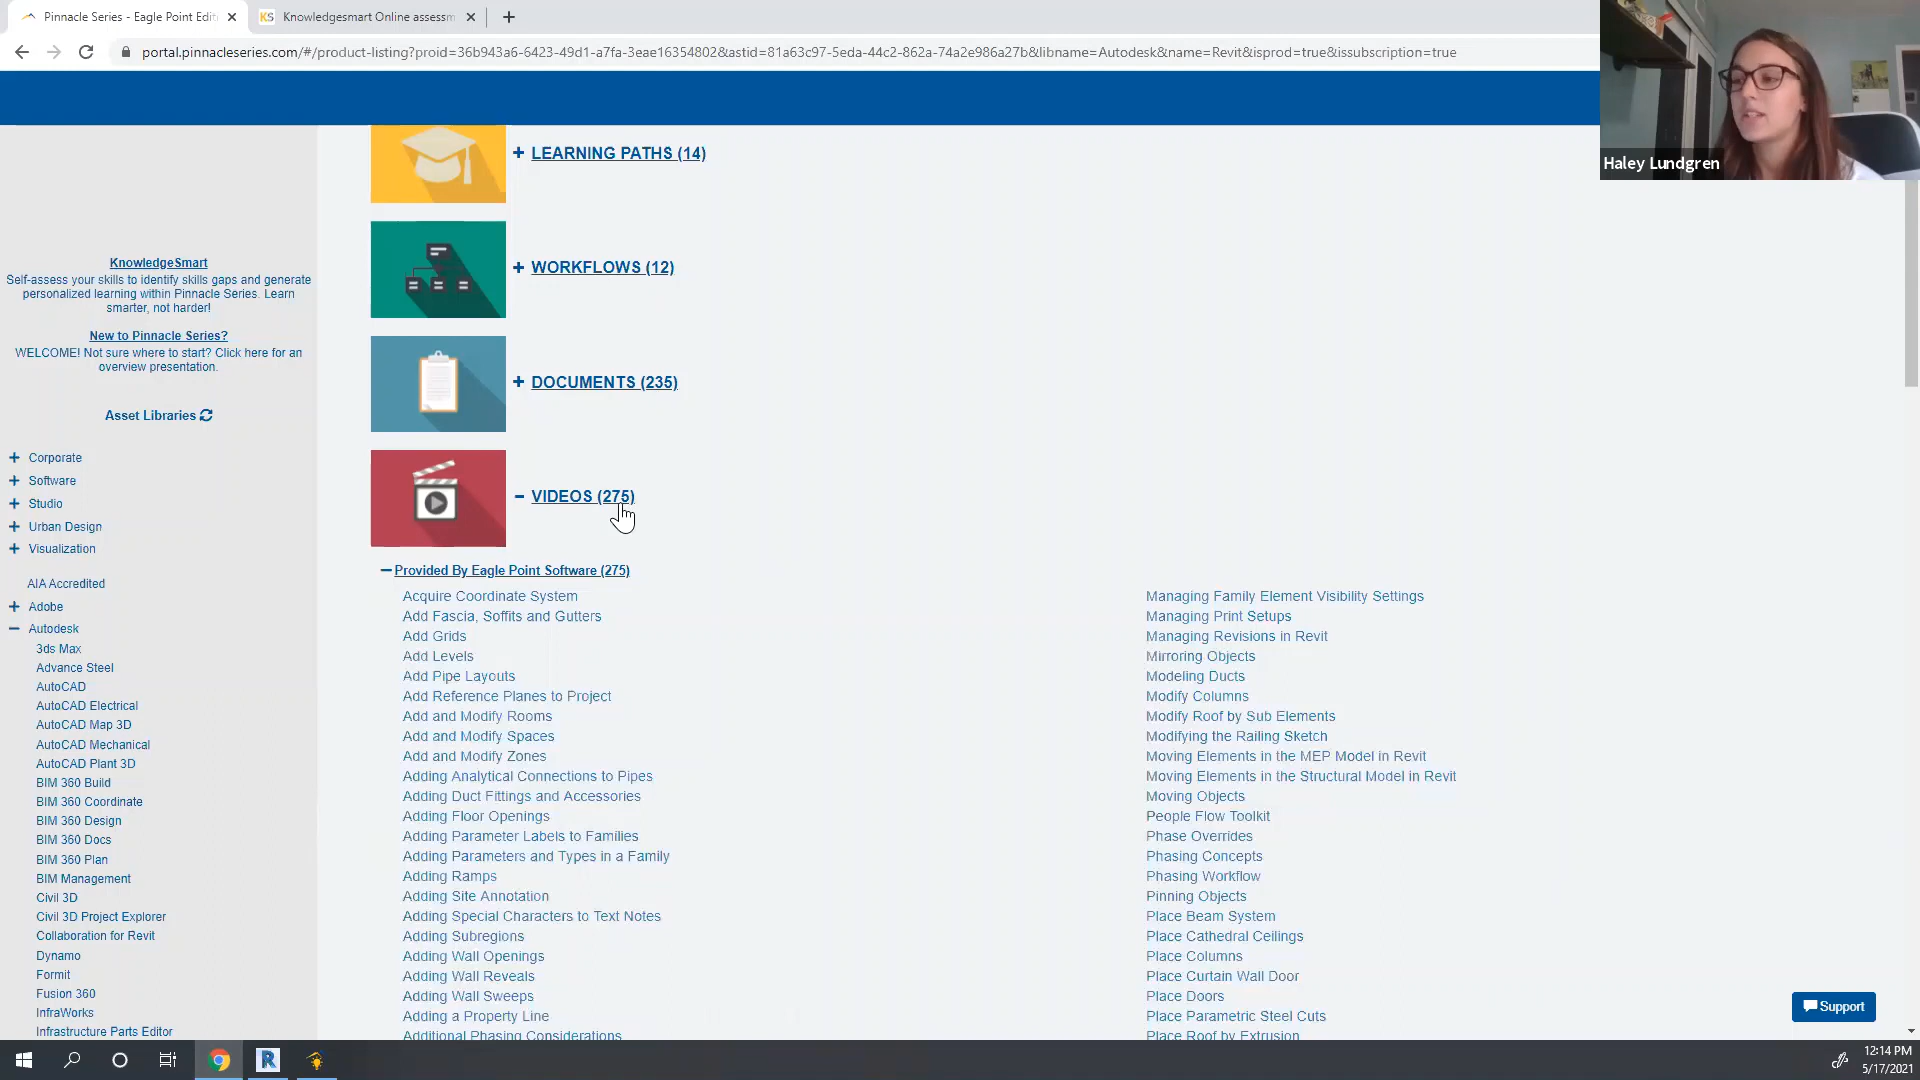 Pinnacle Series - Eagle Point Edit
KS Knowledgesmart Online assessm
portal.pinnacleseries.com/#/product-listing?proid=36b943a6-6423-49d1-a7fa-3eae16354802&astid=81a63c97-5eda-44c2-862a-74a2e986a27b&libname=Autodesk&name=Revit&isprod=true&issubscription=true
Haley Lundgren
KnowledgeSmart
Self-assess your skills to identify skills gaps and generate
personalized learning within Pinnacle Series. Learn
smarter, not harder!
New to Pinnacle Series?
WELCOME! Not sure where to start? Click here for an
overview presentation.
Asset Libraries
+ Corporate
+ Software
+ Studio
+ Urban Design
+ Visualization
AIA Accredited
+ Adobe
− Autodesk
3ds Max
Advance Steel
AutoCAD
AutoCAD Electrical
AutoCAD Map 3D
AutoCAD Mechanical
AutoCAD Plant 3D
BIM 360 Build
BIM 360 Coordinate
BIM 360 Design
BIM 360 Docs
BIM 360 Plan
BIM Management
Civil 3D
Civil 3D Project Explorer
Collaboration for Revit
Dynamo
Formit
Fusion 360
InfraWorks
Infrastructure Parts Editor
+ LEARNING PATHS (14)
+ WORKFLOWS (12)
+ DOCUMENTS (235)
− VIDEOS (275)
− Provided By Eagle Point Software (275)
Acquire Coordinate System
Add Fascia, Soffits and Gutters
Add Grids
Add Levels
Add Pipe Layouts
Add Reference Planes to Project
Add and Modify Rooms
Add and Modify Spaces
Add and Modify Zones
Adding Analytical Connections to Pipes
Adding Duct Fittings and Accessories
Adding Floor Openings
Adding Parameter Labels to Families
Adding Parameters and Types in a Family
Adding Ramps
Adding Site Annotation
Adding Special Characters to Text Notes
Adding Subregions
Adding Wall Openings
Adding Wall Reveals
Adding Wall Sweeps
Adding a Property Line
Additional Phasing Considerations
Managing Family Element Visibility Settings
Managing Print Setups
Managing Revisions in Revit
Mirroring Objects
Modeling Ducts
Modify Columns
Modify Roof by Sub Elements
Modifying the Railing Sketch
Moving Elements in the MEP Model in Revit
Moving Elements in the Structural Model in Revit
Moving Objects
People Flow Toolkit
Phase Overrides
Phasing Concepts
Phasing Workflow
Pinning Objects
Place Beam System
Place Cathedral Ceilings
Place Columns
Place Curtain Wall Door
Place Doors
Place Parametric Steel Cuts
Place Roof by Extrusion
Support
R
12:14 PM
5/17/2021